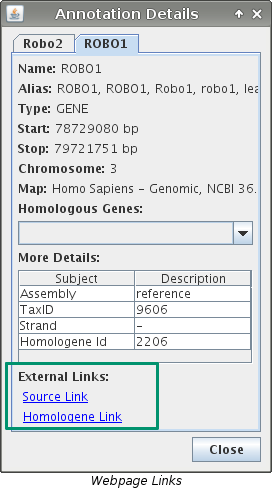 Annotation Details
Robo2 ROBO1
Name: ROBO1
Alias: ROBO1, ROBO1, Robo1, robo1, lea
Type: GENE
Start: 78729080 bp
Stop: 79721751 bp
Chromosome: 3
Map: Homo Sapiens - Genomic, NCBI 36.
Homologous Genes:
More Details:
Subject Description
Assembly reference
TaxID 9606
Strand -
Homologene Id 2206
External Links:
Source Link
Homologene Link
Close
Webpage Links